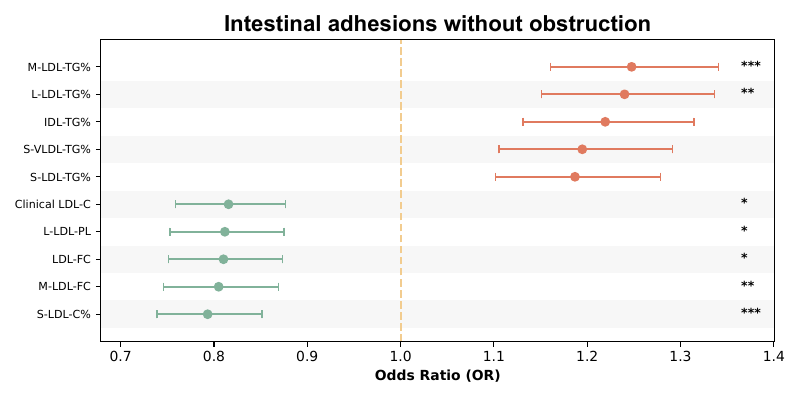 Intestinal adhesions without obstruction
M-LDL-TG% ***
L-LDL-TG% **
IDL-TG%
S-VLDL-TG%
S-LDL-TG%
Clinical LDL-C *
L-LDL-PL *
LDL-FC *
M-LDL-FC **
S-LDL-C% ***
0.7 0.8 0.9 1.0 1.1 1.2 1.3 1.4
Odds Ratio (OR)